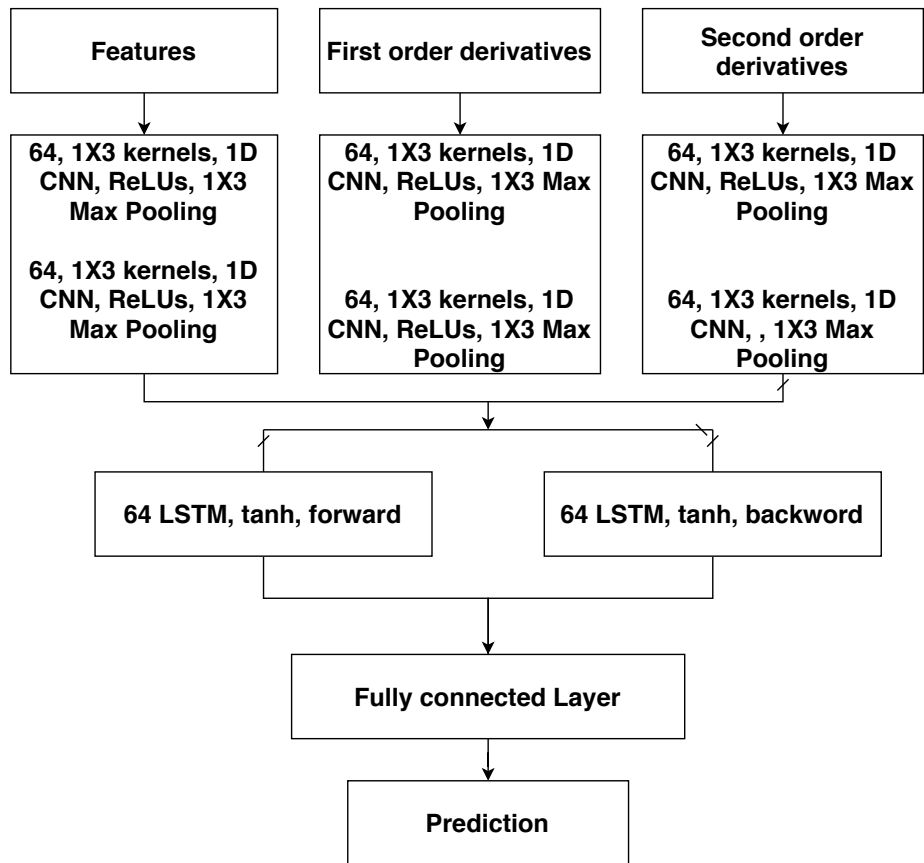 Features
First order derivatives
Second order
derivatives
64, 1X3 kernels, 1D
CNN, ReLUs, 1X3
Max Pooling
64, 1X3 kernels, 1D
CNN, ReLUs, 1X3
Max Pooling
64, 1X3 kernels, 1D
CNN, ReLUs, 1X3 Max
Pooling
64, 1X3 kernels, 1D
CNN, ReLUs, 1X3 Max
Pooling
64, 1X3 kernels, 1D
CNN, ReLUs, 1X3 Max
Pooling
64, 1X3 kernels, 1D
CNN, , 1X3 Max
Pooling
64 LSTM, tanh, forward
64 LSTM, tanh, backword
Fully connected Layer
Prediction